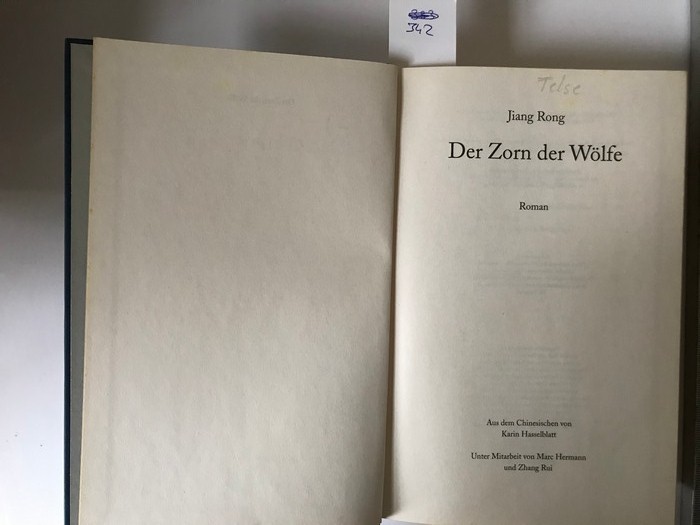 342
Telse
Jiang Rong
Der Zorn der Wölfe
Roman
Aus dem Chinesischen von
Karin Hasselblatt
Unter Mitarbeit von Marc Hermann
und Zhang Rui